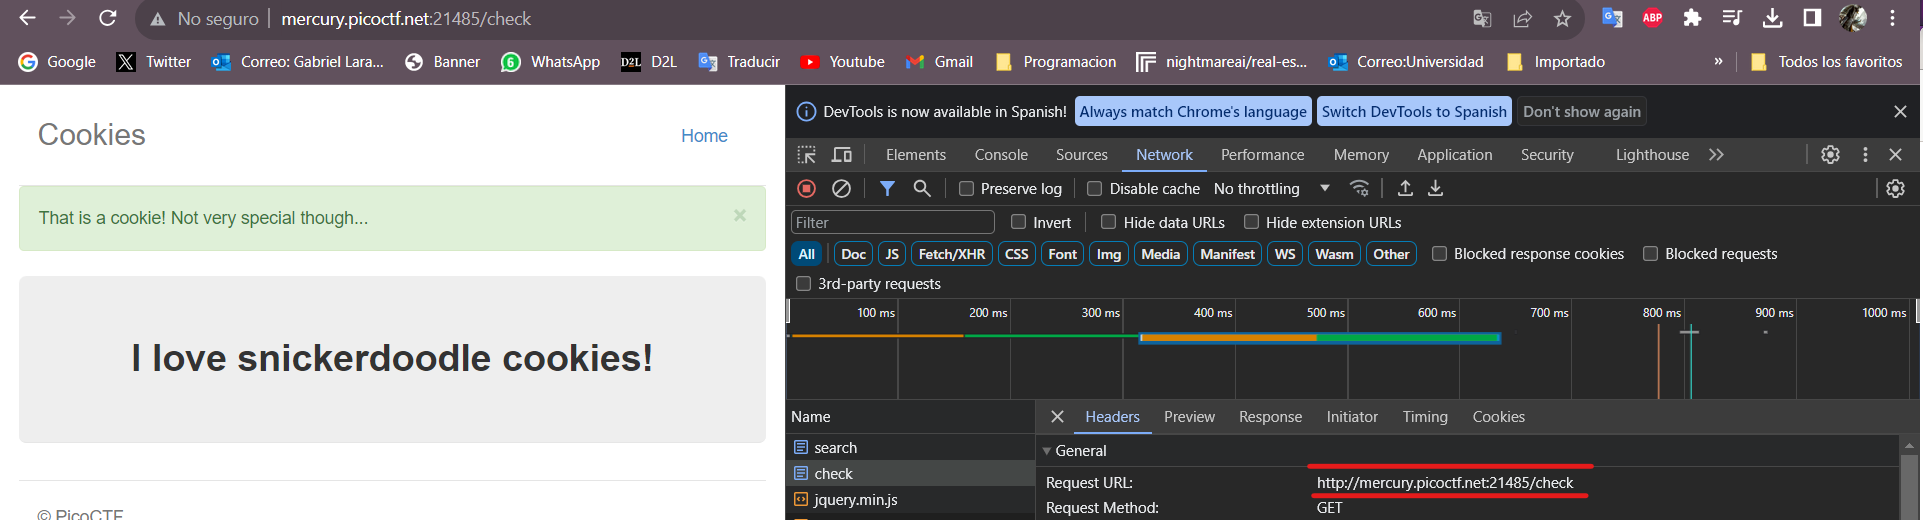 No seguro mercury.picoctf.net:21485/check ABP
Google Twitter Correo: Gabriel Lara... Banner 6 WhatsApp D2L D2L Traducir Youtube Gmail Programacion nightmareai/real-es... Correo:Universidad Importado » Todos los favoritos
DevTools is now available in Spanish! Always match Chrome's language Switch DevTools to Spanish Don't show again
Cookies Home
Elements Console Sources Network Performance Memory Application Security Lighthouse
Preserve log Disable cache No throttling
That is a cookie! Not very special though... ×
Filter Invert Hide data URLs Hide extension URLs
All Doc JS Fetch/XHR CSS Font Img Media Manifest WS Wasm Other Blocked response cookies Blocked requests
3rd-party requests
100 ms 200 ms 300 ms 400 ms 500 ms 600 ms 700 ms 800 ms 900 ms 1000 ms
I love snickerdoodle cookies!
Name Headers Preview Response Initiator Timing Cookies
search
General
check
Request URL: http://mercury.picoctf.net:21485/check
jquery.min.js
Request Method: GET
© PicoCTF